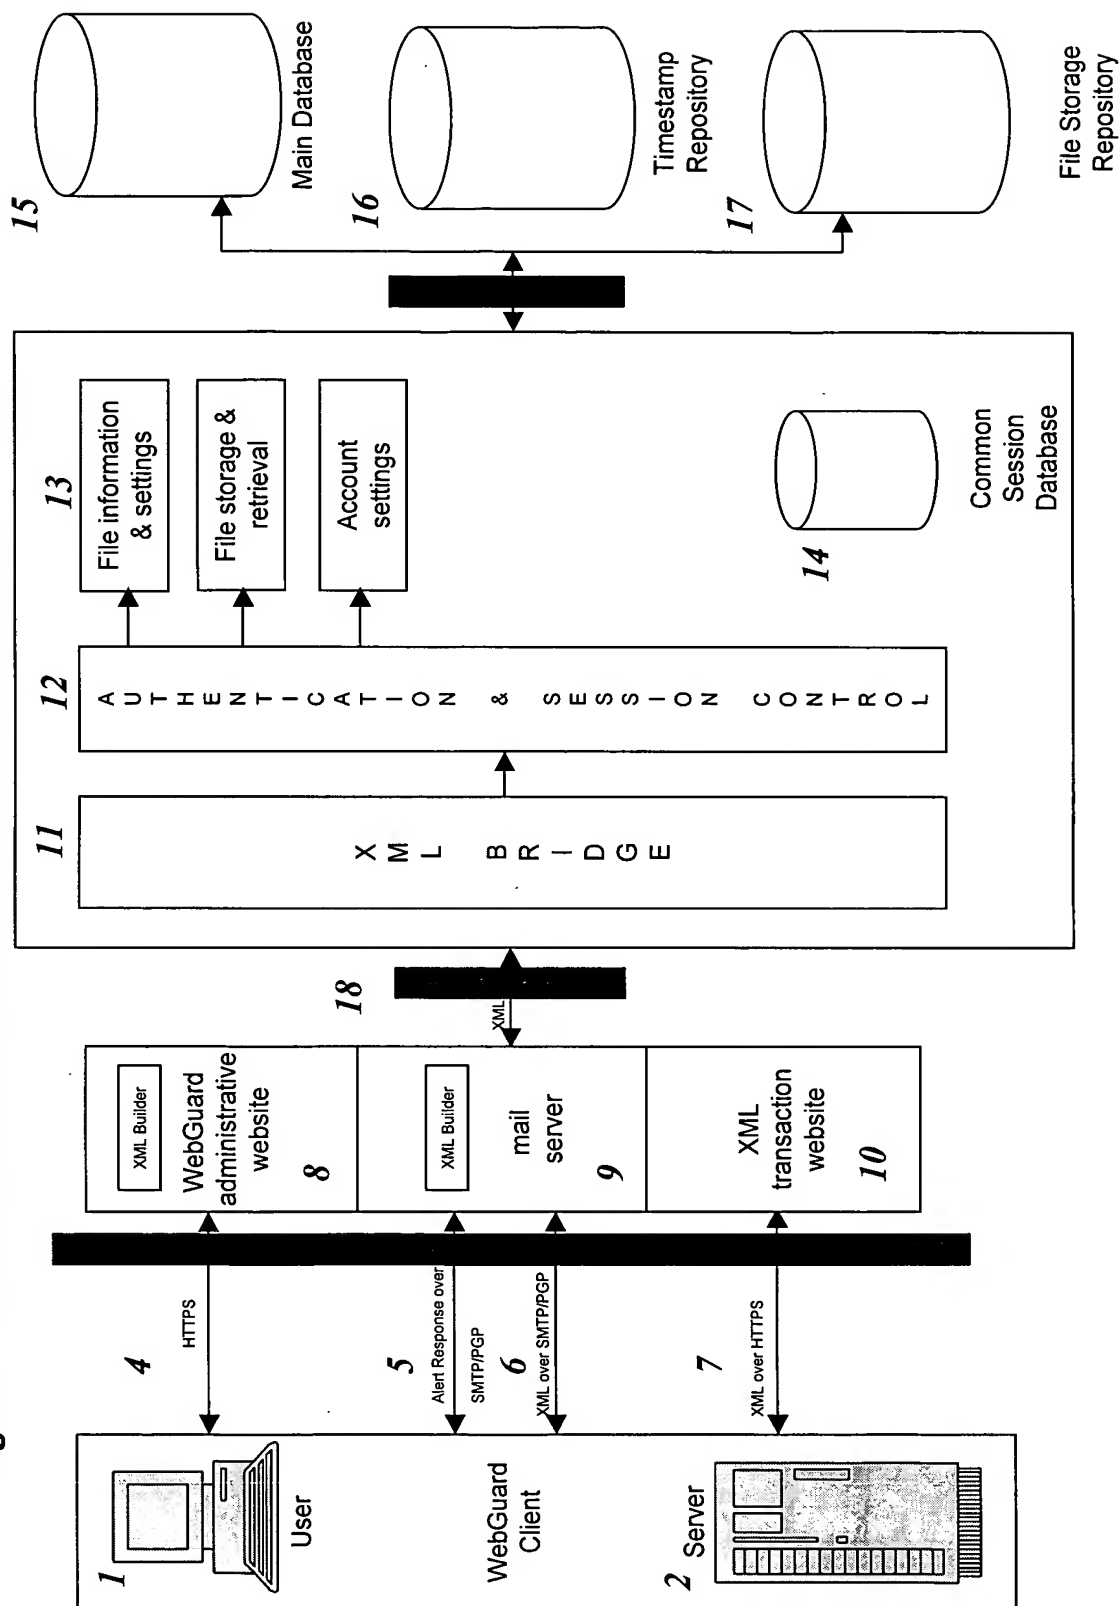 1
User
WebGuard
Client
2
Server
4
HTTPS
5
Alert Response over
SMTP/PGP
6
XML over SMTP/PGP
7
XML over HTTPS
XML Builder
WebGuard
administrative
website
8
XML Builder
mail
server
9
XML
transaction
website
10
18
XML
11
XML BRIDGE
12
AUTHENTICATION & SESSION CONTROL
13
File information
& settings
File storage &
retrieval
Account
settings
14
Common
Session
Database
15
Main Database
16
Timestamp
Repository
17
File Storage
Repository